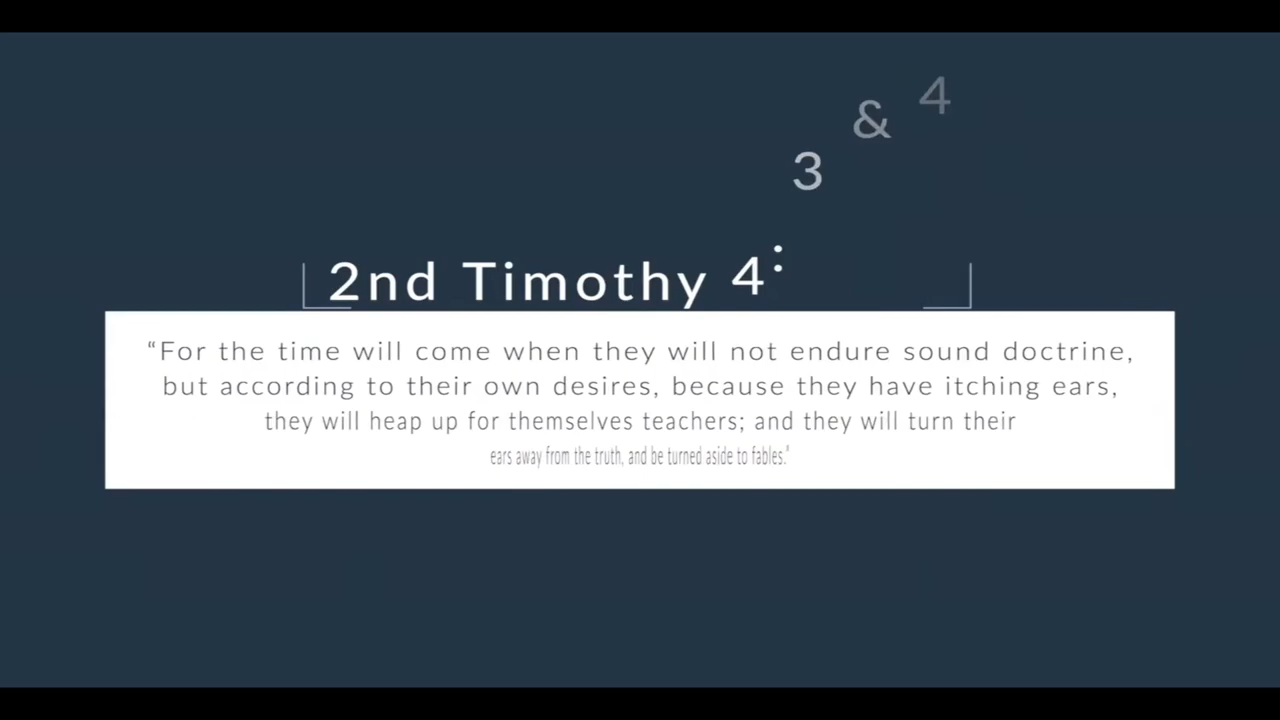 2nd Timothy 4: 3 & 4
“For the time will come when they will not endure sound doctrine,
but according to their own desires, because they have itching ears,
they will heap up for themselves teachers; and they will turn their
ears away from the truth, and be turned aside to fables.”